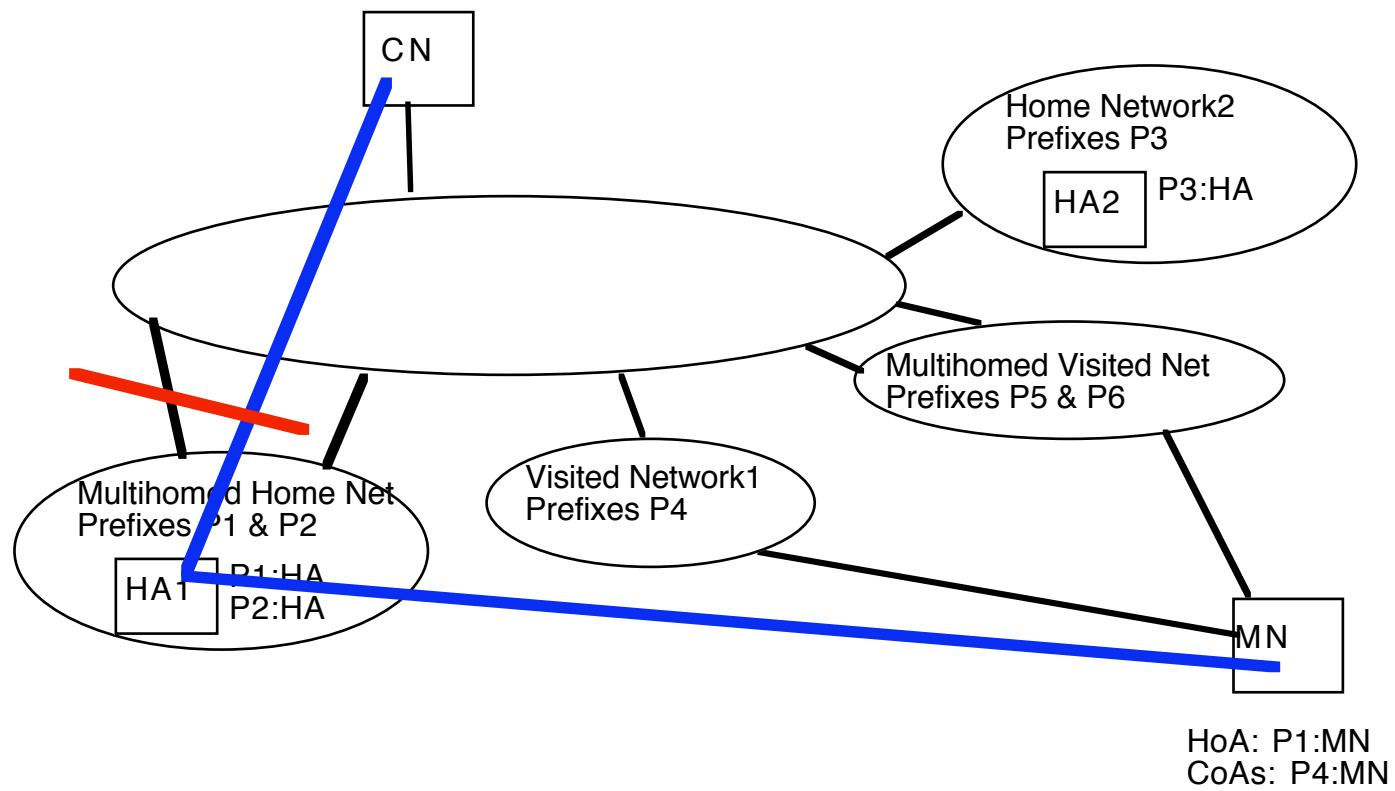 CN
Home Network2
Prefixes P3
HA2
P3:HA
Multihomed Visited Net
Prefixes P5 & P6
Visited Network1
Prefixes P4
Multihomed Home Net
Prefixes P1 & P2
HA1
P1:HA
P2:HA
MN
HoA: P1:MN
CoAs: P4:MN